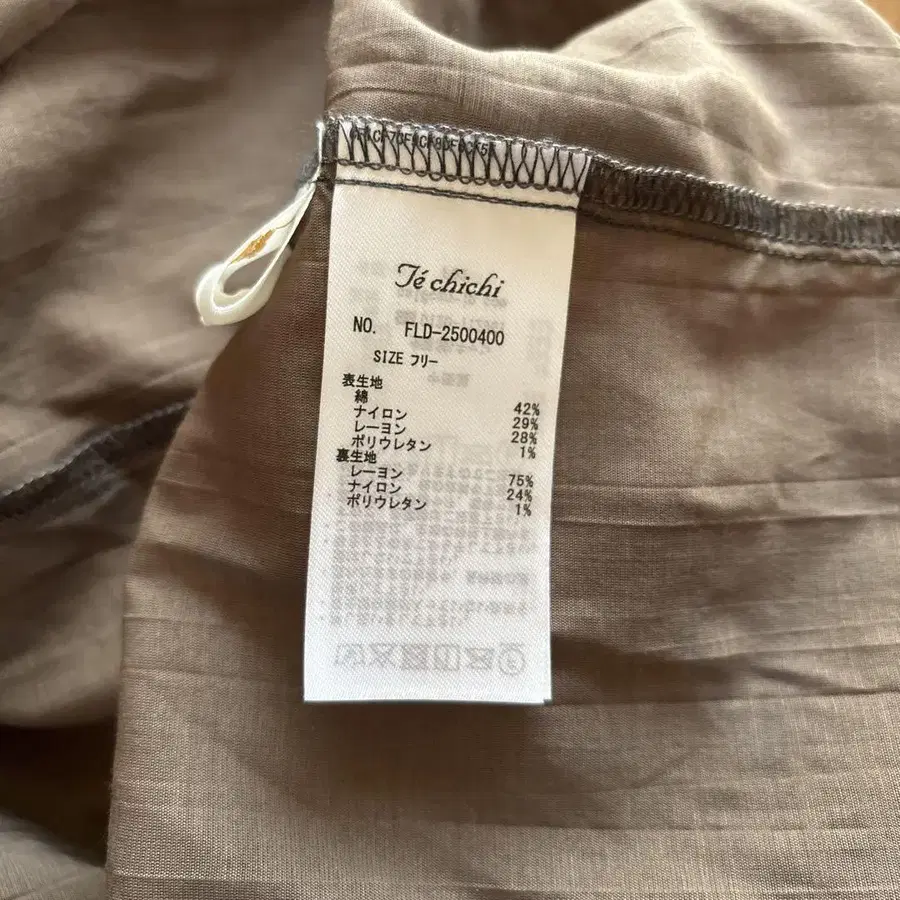 Té chichi
NO. FLD-2500400
SIZE フリー
表生地
綿 42%
ナイロン 29%
レーヨン 28%
ポリウレタン 1%
裏生地
レーヨン 75%
ナイロン 24%
ポリウレタン 1%